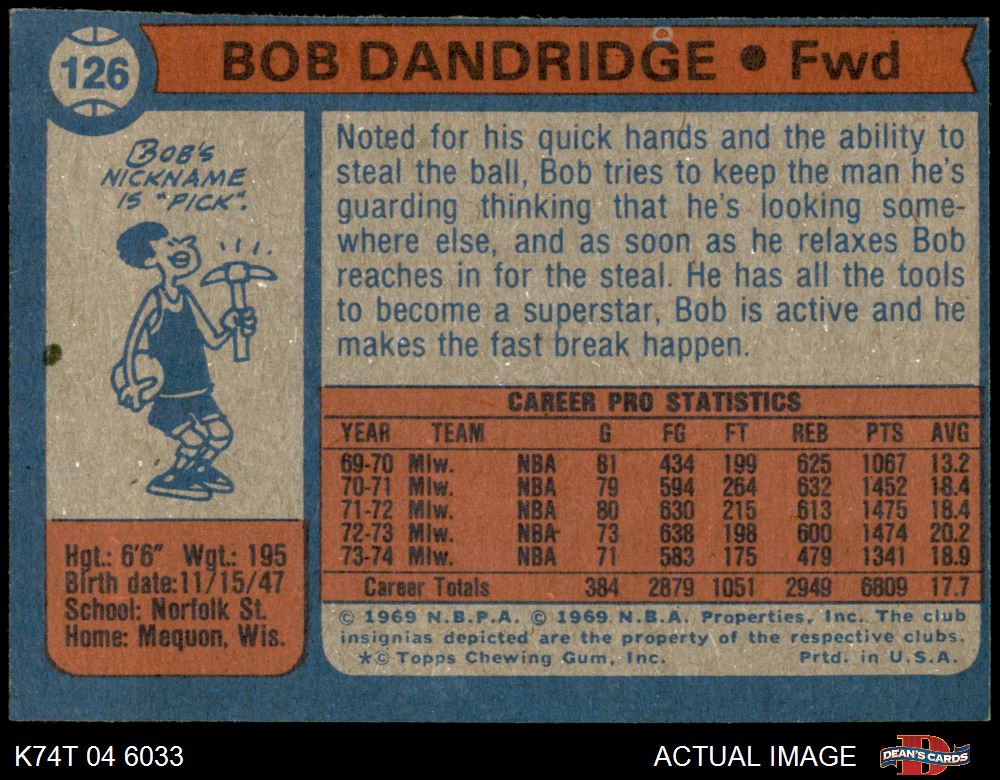 126
BOB DANDRIDGE • Fwd
BOB'S
NICKNAME
IS "PICK".
Noted for his quick hands and the ability to
steal the ball, Bob tries to keep the man he's
guarding thinking that he's looking some-
where else, and as soon as he relaxes Bob
reaches in for the steal. He has all the tools
to become a superstar, Bob is active and he
makes the fast break happen.
CAREER PRO STATISTICS
YEAR TEAM G FG FT REB PTS AVG
69-70 Mlw. NBA 81 434 199 625 1067 13.2
70-71 Mlw. NBA 79 594 264 632 1452 18.4
71-72 Mlw. NBA 80 630 215 613 1475 18.4
72-73 Mlw. NBA 73 638 198 600 1474 20.2
73-74 Mlw. NBA 71 583 175 479 1341 18.9
Career Totals 384 2879 1051 2949 6809 17.7
Hgt.: 6'6" Wgt.: 195
Birth date:11/15/47
School: Norfolk St.
Home: Mequon, Wis.
© 1969 N.B.P.A. © 1969 N.B.A. Properties, Inc. The club
insignias depicted are the property of the respective clubs.
*© Topps Chewing Gum, Inc. Prtd. in U.S.A.
K74T 04 6033
ACTUAL IMAGE
D
DEAN'S CARDS